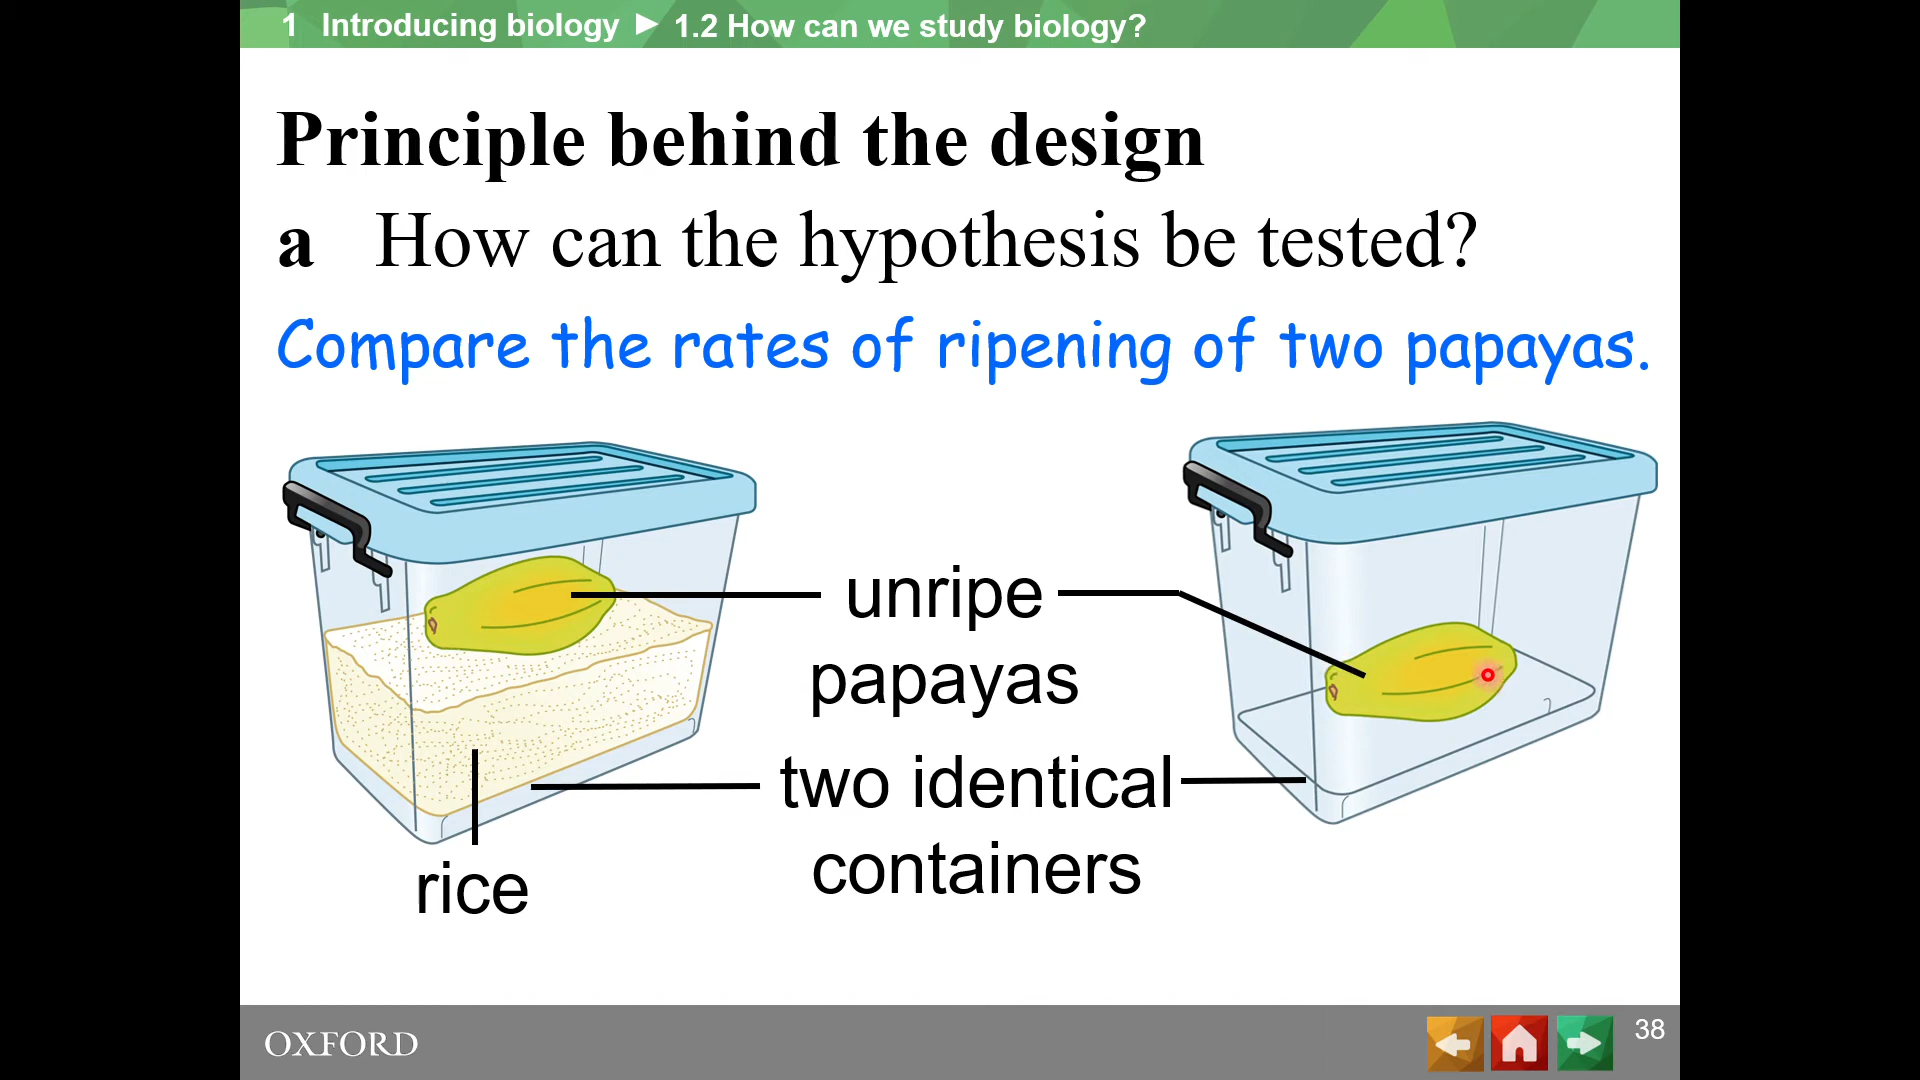 1 Introducing biology ► 1.2 How can we study biology?
Principle behind the design
a How can the hypothesis be tested?
Compare the rates of ripening of two papayas.
unripe
papayas
two identical
containers
rice
OXFORD
38